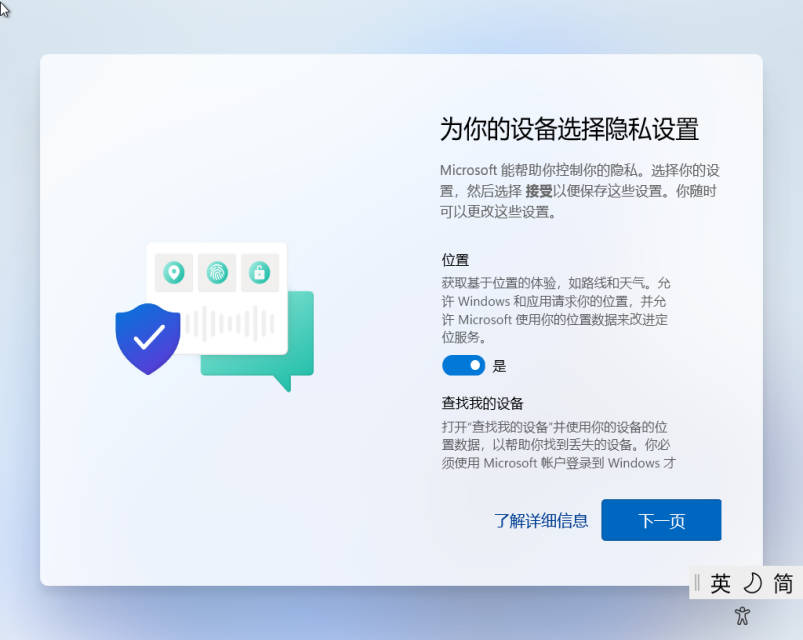 为你的设备选择隐私设置
Microsoft 能帮助你控制你的隐私。选择你的设
置，然后选择 接受以便保存这些设置。你随时
可以更改这些设置。
位置
获取基于位置的体验，如路线和天气。允
许 Windows 和应用请求你的位置，并允
许 Microsoft 使用你的位置数据来改进定
位服务。
是
查找我的设备
打开“查找我的设备”并使用你的设备的位
置数据，以帮助你找到丢失的设备。你必
须使用 Microsoft 帐户登录到 Windows 才
了解详细信息
下一页
英 简